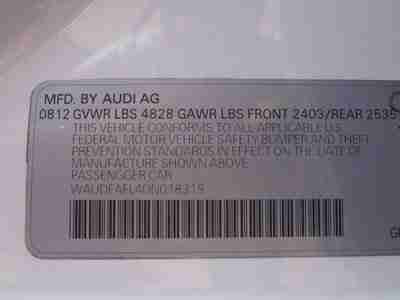 MFD. BY AUDI AG
0812 GVWR LBS 4828 GAWR LBS FRONT 2403/REAR 2535
THIS VEHICLE CONFORMS TO ALL APPLICABLE U.S.
FEDERAL MOTOR VEHICLE SAFETY BUMPER AND THEFT
PREVENTION STANDARDS IN EFFECT ON THE DATE OF
MANUFACTURE SHOWN ABOVE
PASSENGGER CAR